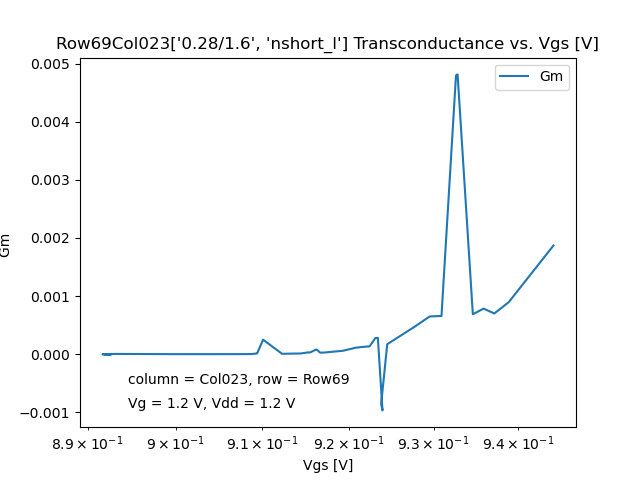 Row69Col023['0.28/1.6', 'nshort_l'] Transconductance vs. Vgs [V]
0.005
Gm
0.004
0.003
0.002
Gm
0.001
0.000
column = Col023, row = Row69
Vg = 1.2 V, Vdd = 1.2 V
−0.001
8.9 × 10⁻¹ 9 × 10⁻¹ 9.1 × 10⁻¹ 9.2 × 10⁻¹ 9.3 × 10⁻¹ 9.4 × 10⁻¹
Vgs [V]